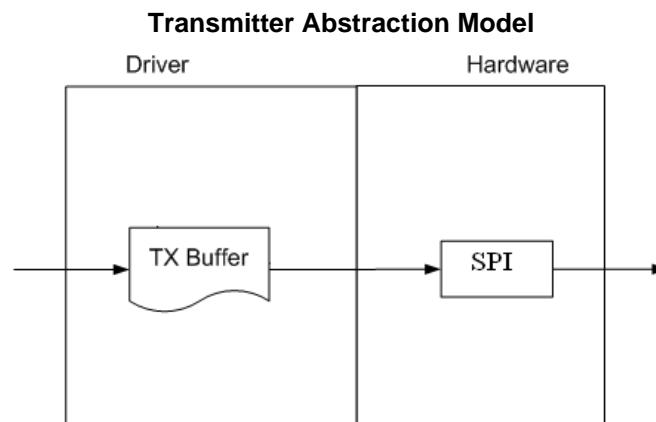 Transmitter Abstraction Model
Driver
Hardware
TX Buffer
SPI